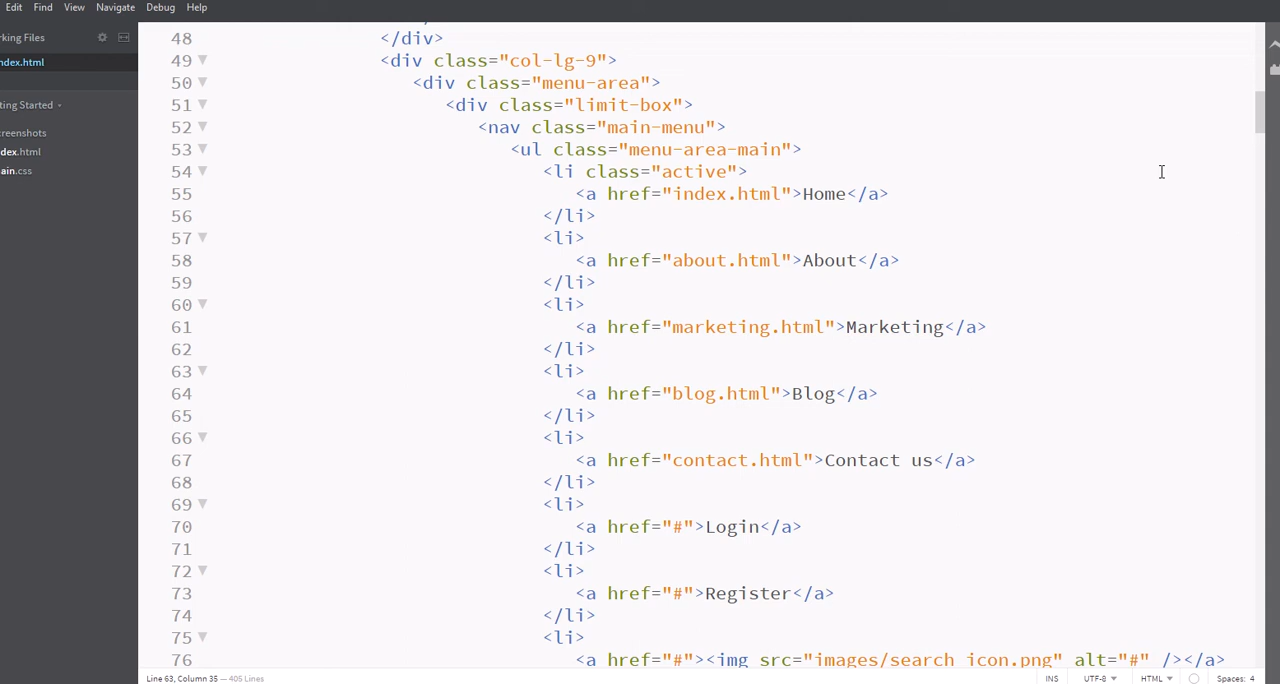 Edit Find View Navigate Debug Help
rking Files
ndex.html
ting Started
creenshots
dex.html
ain.css
48 </div>
49 <div class="col-lg-9">
50 <div class="menu-area">
51 <div class="limit-box">
52 <nav class="main-menu">
53 <ul class="menu-area-main">
54 <li class="active">
55 <a href="index.html">Home</a>
56 </li>
57 <li>
58 <a href="about.html">About</a>
59 </li>
60 <li>
61 <a href="marketing.html">Marketing</a>
62 </li>
63 <li>
64 <a href="blog.html">Blog</a>
65 </li>
66 <li>
67 <a href="contact.html">Contact us</a>
68 </li>
69 <li>
70 <a href="#">Login</a>
71 </li>
72 <li>
73 <a href="#">Register</a>
74 </li>
75 <li>
76 <a href="#"><img src="images/search_icon.png" alt="#" /></a>
Line 63, Column 35 — 405 Lines INS UTF-8 HTML Spaces: 4